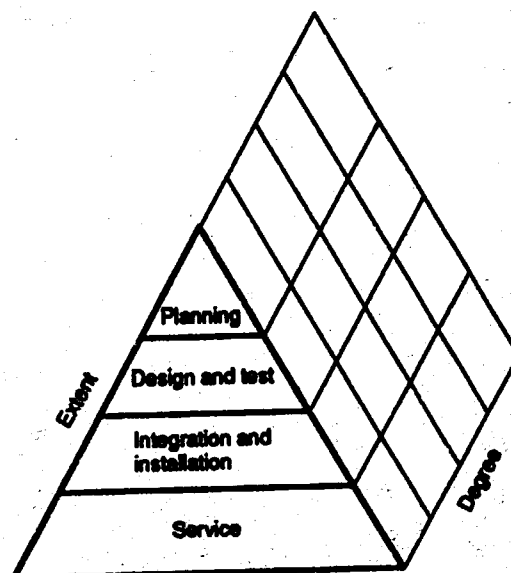 Planning
Design and test
Integration and
installation
Service
Extent
Degree